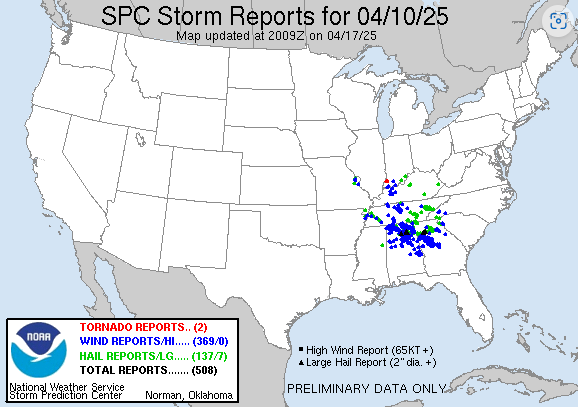 SPC Storm Reports for 04/10/25
Map updated at 2009Z on 04/17/25
NOAA
TORNADO REPORTS.. (2)
WIND REPORTS/HI..... (369/0)
HAIL REPORTS/LG..... (137/7)
TOTAL REPORTS....... (508)
National Weather Service
Storm Prediction Center Norman, Oklahoma
High Wind Report (65KT +)
Large Hail Report (2" dia. +)
PRELIMINARY DATA ONLY